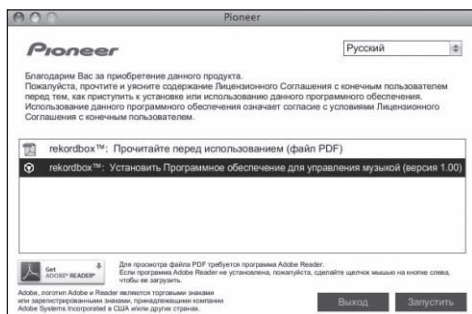 Pioneer
Pioneer
Русский
Благодарим Вас за приобретение данного продукта.
Пожалуйста, прочтите и уясните содержание Лицензионного Соглашения с конечным пользователем
перед тем, как приступить к установке или использованию данного программного обеспечения.
Использование данного программного обеспечения означает согласие с условиями Лицензионного
Соглашения с конечным пользователем.
rekordbox™: Прочитайте перед использованием (файл PDF)
rekordbox™: Установить Программное обеспечение для управления музыкой (версия 1.00)
Get
ADOBE® READER®
Для просмотра файла PDF требуется программа Adobe Reader.
Если программа Adobe Reader не установлена, пожалуйста, сделайте щелчок мышью на кнопке слева,
чтобы ее загрузить.
Adobe, логотип Adobe и Reader являются торговыми знаками
или зарегистрированными знаками, принадлежащими компании
Adobe Systems Incorporated в США и/или других странах.
Выход
Запустить